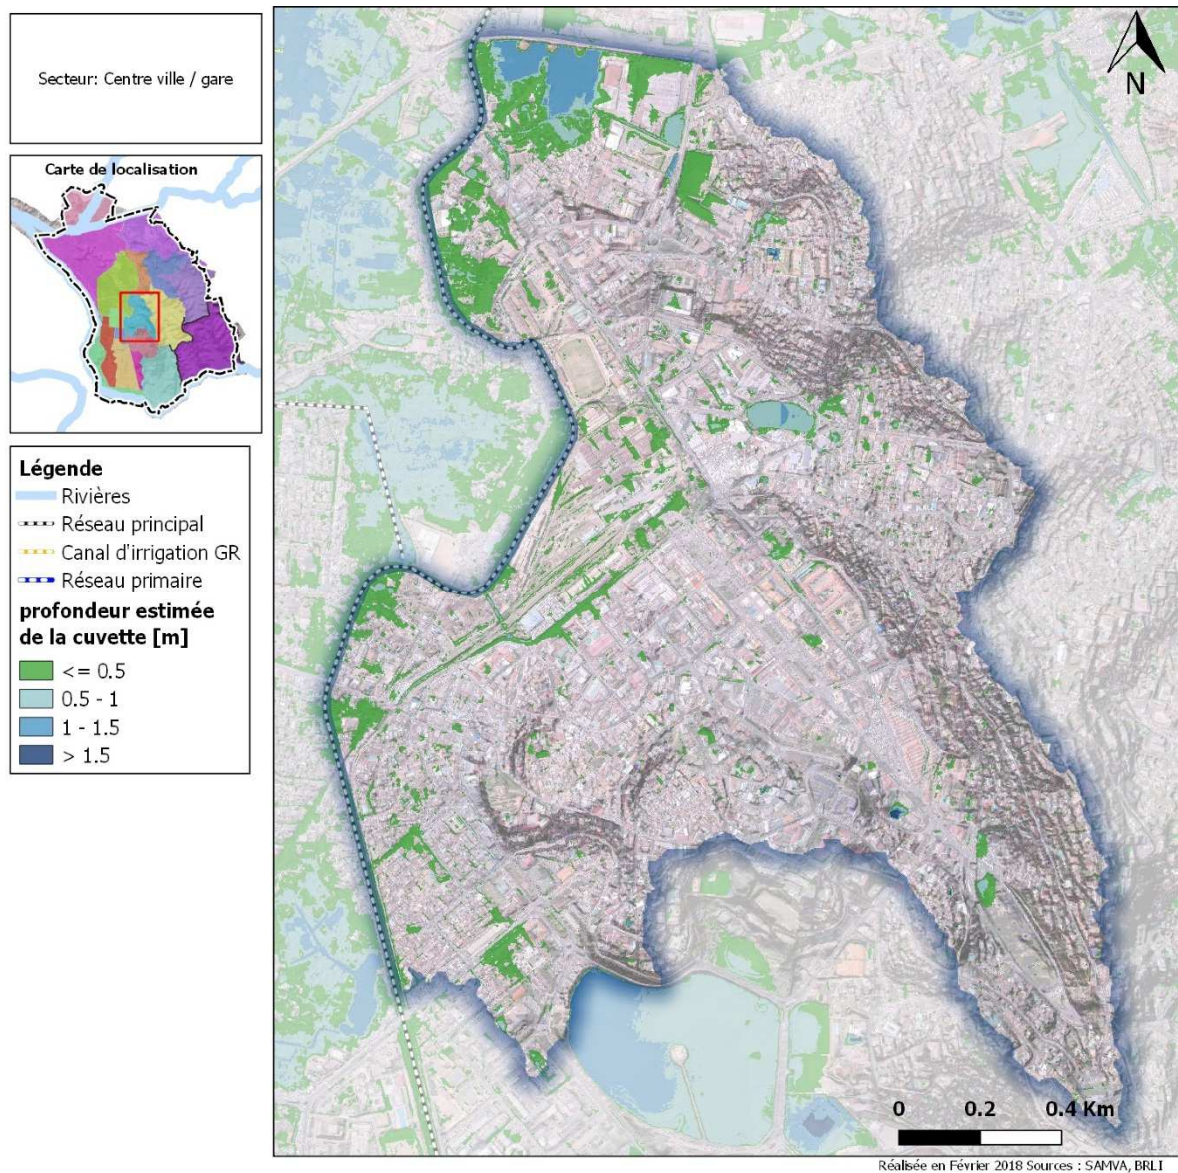 Secteur: Centre ville / gare
Carte de localisation
Légende
Rivières
Réseau principal
Canal d'irrigation GR
Réseau primaire
profondeur estimée
de la cuvette [m]
<= 0.5
0.5 - 1
1 - 1.5
> 1.5
N
0 0.2 0.4 Km
Réalisée en Février 2018 Sources : SAMVA, BRLI